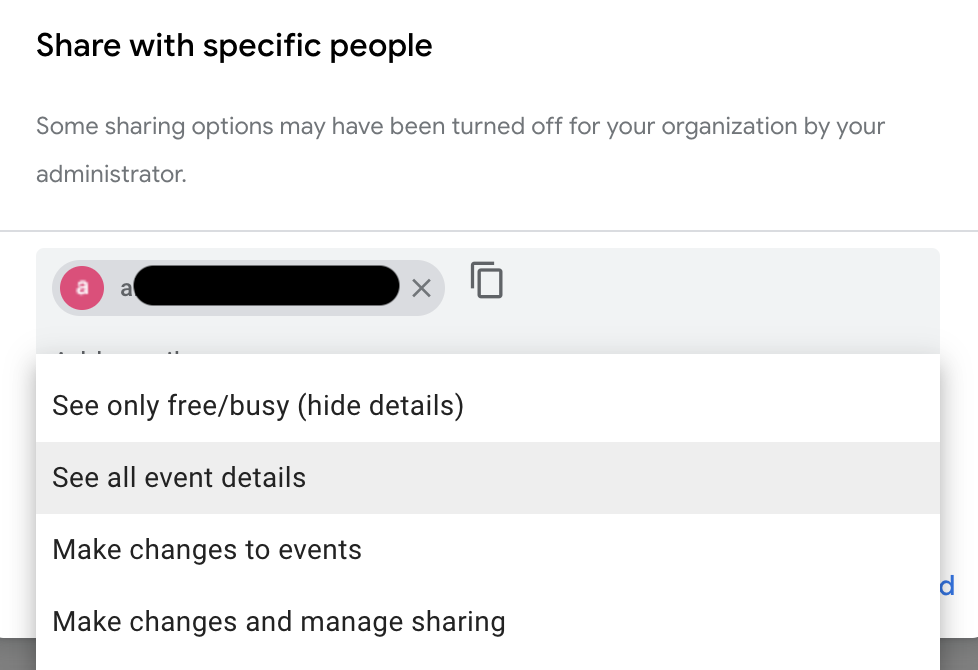 Share with specific people
Some sharing options may have been turned off for your organization by your
administrator.
a a
See only free/busy (hide details)
See all event details
Make changes to events
d
Make changes and manage sharing